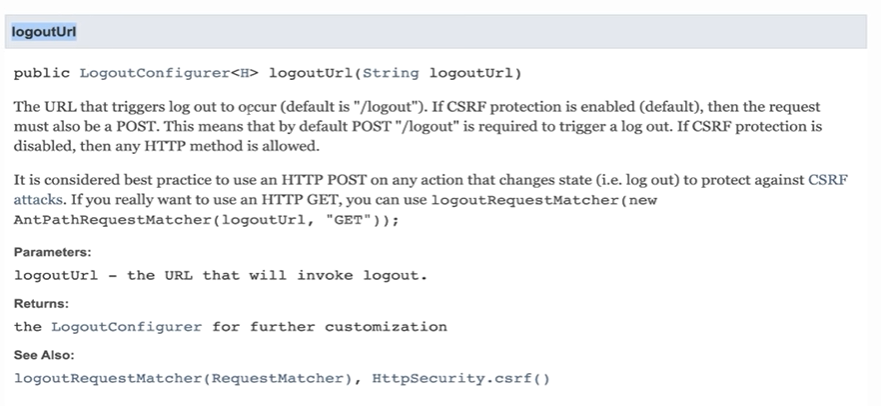 logoutUrl
public LogoutConfigurer<H> logoutUrl(String logoutUrl)
The URL that triggers log out to occur (default is "/logout"). If CSRF protection is enabled (default), then the request
must also be a POST. This means that by default POST "/logout" is required to trigger a log out. If CSRF protection is
disabled, then any HTTP method is allowed.
It is considered best practice to use an HTTP POST on any action that changes state (i.e. log out) to protect against CSRF
attacks. If you really want to use an HTTP GET, you can use logoutRequestMatcher(new
AntPathRequestMatcher(logoutUrl, "GET"));
Parameters:
logoutUrl - the URL that will invoke logout.
Returns:
the LogoutConfigurer for further customization
See Also:
logoutRequestMatcher(RequestMatcher), HttpSecurity.csrf()